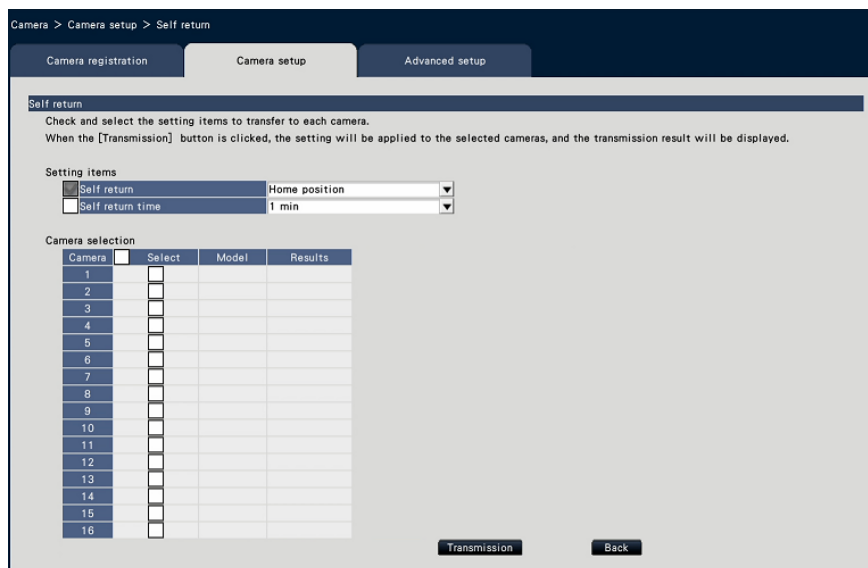 Camera > Camera setup > Self return
Camera registration Camera setup Advanced setup
Self return
Check and select the setting items to transfer to each camera.
When the [Transmission] button is clicked, the setting will be applied to the selected cameras, and the transmission result will be displayed.
Setting items
Self return Home position
Self return time 1 min
Camera selection
Camera Select Model Results
1
2
3
4
5
6
7
8
9
10
11
12
13
14
15
16
Transmission Back